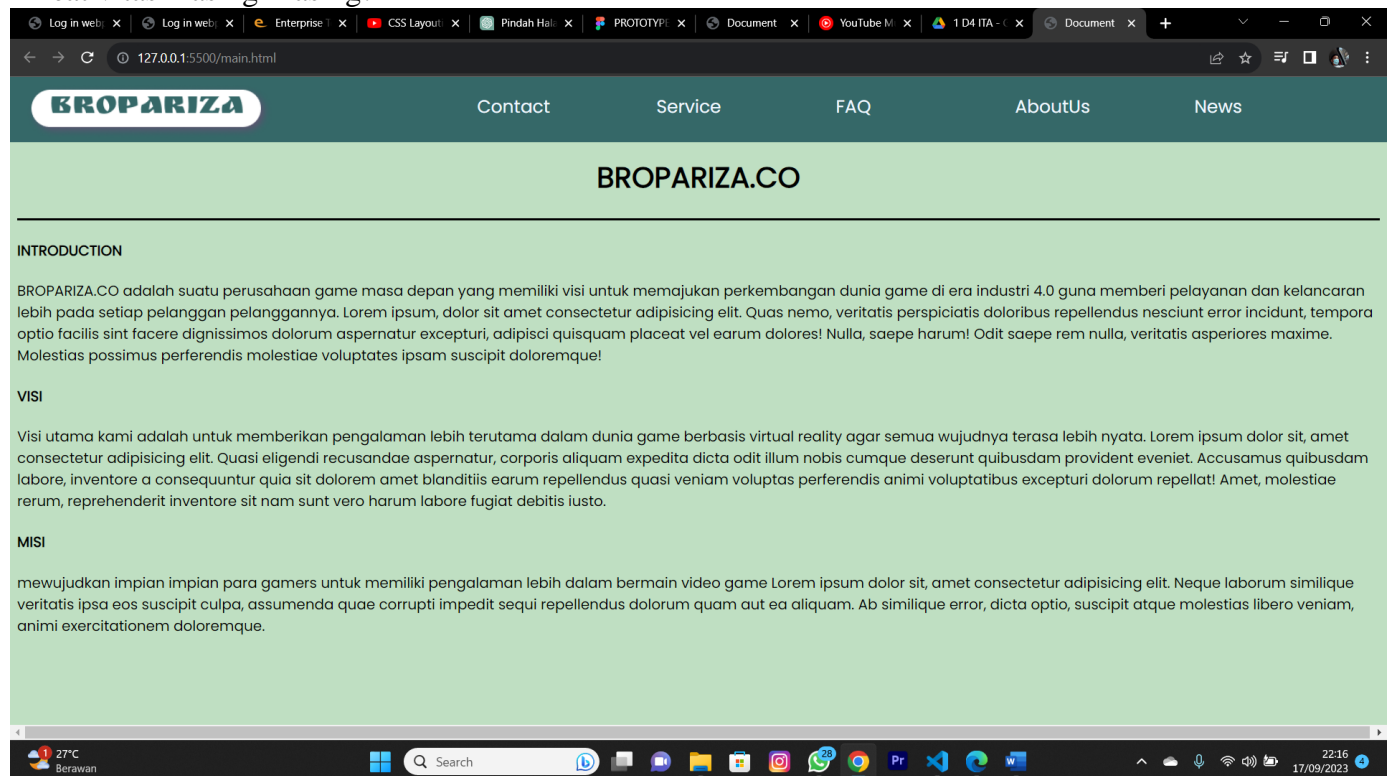 Log in webp Log in webp Enterprise T CSS Layout Pindah Hala PROTOTYPE Document YouTube M 1 D4 ITA - Document
127.0.0.1:5500/main.html
BROPARIZA Contact Service FAQ AboutUs News
BROPARIZA.CO
INTRODUCTION
BROPARIZA.CO adalah suatu perusahaan game masa depan yang memiliki visi untuk memajukan perkembangan dunia game di era industri 4.0 guna memberi pelayanan dan kelancaran
lebih pada setiap pelanggan pelanggannya. Lorem ipsum, dolor sit amet consectetur adipisicing elit. Quas nemo, veritatis perspiciatis doloribus repellendus nesciunt error incidunt, tempora
optio facilis sint facere dignissimos dolorum aspernatur excepturi, adipisci quisquam placeat vel earum dolores! Nulla, saepe harum! Odit saepe rem nulla, veritatis asperiores maxime.
Molestias possimus perferendis molestiae voluptates ipsam suscipit doloremque!
VISI
Visi utama kami adalah untuk memberikan pengalaman lebih terutama dalam dunia game berbasis virtual reality agar semua wujudnya terasa lebih nyata. Lorem ipsum dolor sit, amet
consectetur adipisicing elit. Quasi eligendi recusandae aspernatur, corporis aliquam expedita dicta odit illum nobis cumque deserunt quibusdam provident eveniet. Accusamus quibusdam
labore, inventore a consequuntur quia sit dolorem amet blanditiis earum repellendus quasi veniam voluptas perferendis animi voluptatibus excepturi dolorum repellat! Amet, molestiae
rerum, reprehenderit inventore sit nam sunt vero harum labore fugiat debitis iusto.
MISI
mewujudkan impian impian para gamers untuk memiliki pengalaman lebih dalam bermain video game Lorem ipsum dolor sit, amet consectetur adipisicing elit. Neque laborum similique
veritatis ipsa eos suscipit culpa, assumenda quae corrupti impedit sequi repellendus dolorum quam aut ea aliquam. Ab similique error, dicta optio, suscipit atque molestias libero veniam,
animi exercitationem doloremque.
1 27°C
Berawan
Search
28
Pr
22:16
17/09/2023 4